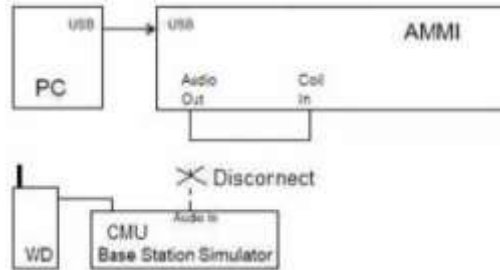 USB
USB
AMMI
PC
Audio
Out
Coil
In
Disconnect
Audio In
CMU
WD
Base Station Simulator